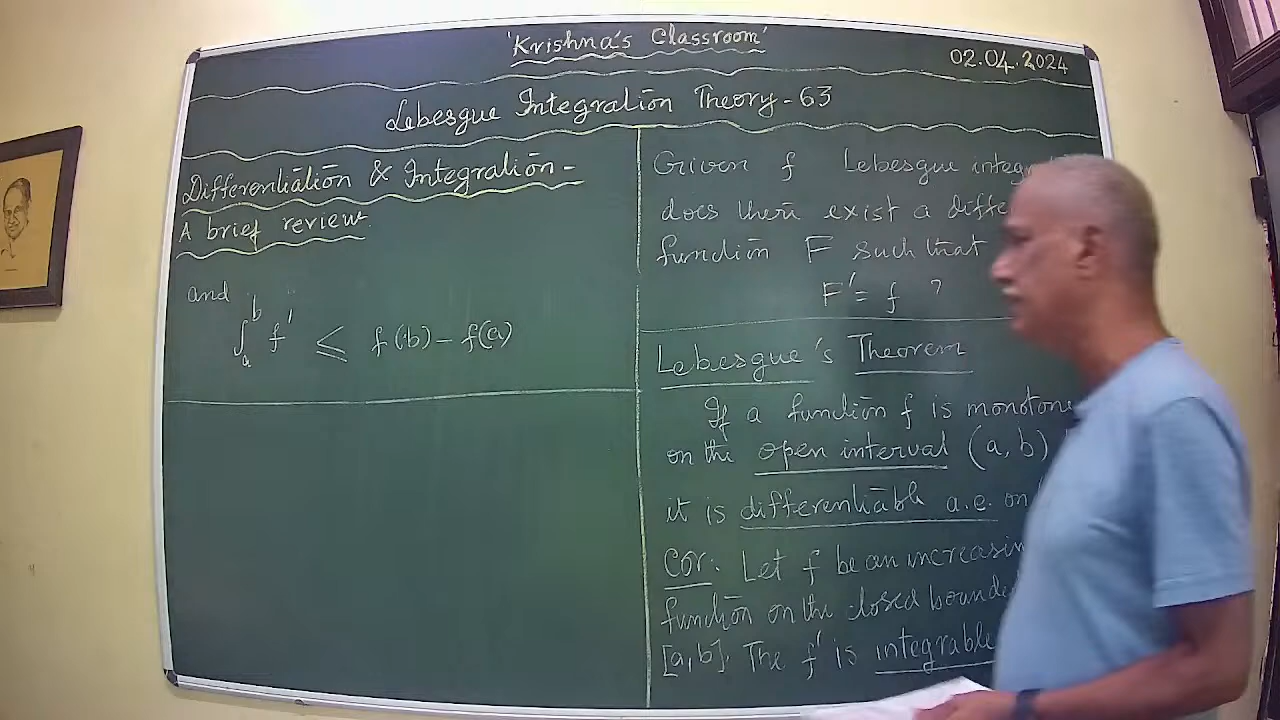 'Krishna's Classroom'
02.04.2024
Lebesgue Integration Theory-63
Differentiation & Integration-
A brief review
and
∫_a^b f' ≤ f(b) - f(a)
Given f Lebesgue
does there exist a
function F such that
F' = f ?
Lebesgue's Theorem
If a function f is monotone
on the open interval (a, b)
it is differentiable a.e. on
Cor: Let f be an
function on the closed
[a, b]. The f' is integrable